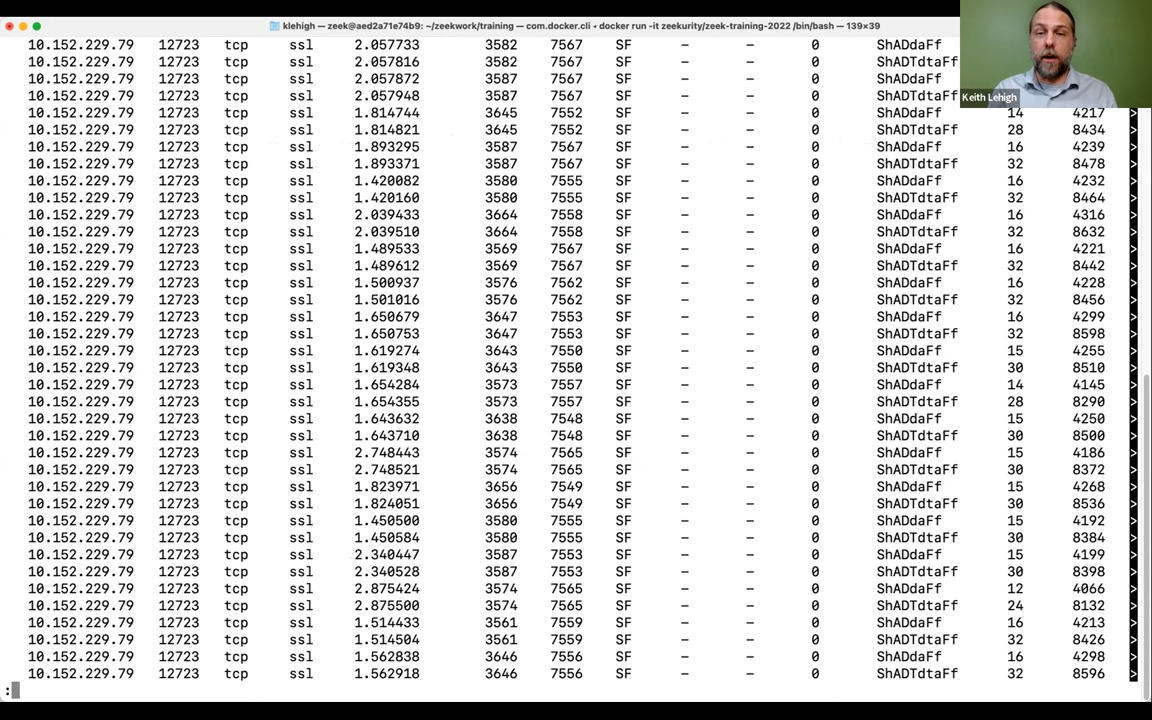 klehigh — zeek@aed2a71e74b9: ~/zeekwork/training — com.docker.cli • docker run -it zeekurity/zeek-training-2022 /bin/bash — 139×39
10.152.229.79 12723 tcp ssl 2.057733 3582 7567 SF – – 0 ShADdaFf
10.152.229.79 12723 tcp ssl 2.057816 3582 7567 SF – – 0 ShADTdtaFf
10.152.229.79 12723 tcp ssl 2.057872 3587 7567 SF – – 0 ShADdaFf
10.152.229.79 12723 tcp ssl 2.057948 3587 7567 SF – – 0 ShADTdtaFf
Keith Lehigh
10.152.229.79 12723 tcp ssl 1.814744 3645 7552 SF – – 0 ShADdaFf 14 4217 >
10.152.229.79 12723 tcp ssl 1.814821 3645 7552 SF – – 0 ShADTdtaFf 28 8434 >
10.152.229.79 12723 tcp ssl 1.893295 3587 7567 SF – – 0 ShADdaFf 16 4239 >
10.152.229.79 12723 tcp ssl 1.893371 3587 7567 SF – – 0 ShADTdtaFf 32 8478 >
10.152.229.79 12723 tcp ssl 1.420082 3580 7555 SF – – 0 ShADdaFf 16 4232 >
10.152.229.79 12723 tcp ssl 1.420160 3580 7555 SF – – 0 ShADTdtaFf 32 8464 >
10.152.229.79 12723 tcp ssl 2.039433 3664 7558 SF – – 0 ShADdaFf 16 4316 >
10.152.229.79 12723 tcp ssl 2.039510 3664 7558 SF – – 0 ShADTdtaFf 32 8632 >
10.152.229.79 12723 tcp ssl 1.489533 3569 7567 SF – – 0 ShADdaFf 16 4221 >
10.152.229.79 12723 tcp ssl 1.489612 3569 7567 SF – – 0 ShADTdtaFf 32 8442 >
10.152.229.79 12723 tcp ssl 1.500937 3576 7562 SF – – 0 ShADdaFf 16 4228 >
10.152.229.79 12723 tcp ssl 1.501016 3576 7562 SF – – 0 ShADTdtaFf 32 8456 >
10.152.229.79 12723 tcp ssl 1.650679 3647 7553 SF – – 0 ShADdaFf 16 4299 >
10.152.229.79 12723 tcp ssl 1.650753 3647 7553 SF – – 0 ShADTdtaFf 32 8598 >
10.152.229.79 12723 tcp ssl 1.619274 3643 7550 SF – – 0 ShADdaFf 15 4255 >
10.152.229.79 12723 tcp ssl 1.619348 3643 7550 SF – – 0 ShADTdtaFf 30 8510 >
10.152.229.79 12723 tcp ssl 1.654284 3573 7557 SF – – 0 ShADdaFf 14 4145 >
10.152.229.79 12723 tcp ssl 1.654355 3573 7557 SF – – 0 ShADTdtaFf 28 8290 >
10.152.229.79 12723 tcp ssl 1.643632 3638 7548 SF – – 0 ShADdaFf 15 4250 >
10.152.229.79 12723 tcp ssl 1.643710 3638 7548 SF – – 0 ShADTdtaFf 30 8500 >
10.152.229.79 12723 tcp ssl 2.748443 3574 7565 SF – – 0 ShADdaFf 15 4186 >
10.152.229.79 12723 tcp ssl 2.748521 3574 7565 SF – – 0 ShADTdtaFf 30 8372 >
10.152.229.79 12723 tcp ssl 1.823971 3656 7549 SF – – 0 ShADdaFf 15 4268 >
10.152.229.79 12723 tcp ssl 1.824051 3656 7549 SF – – 0 ShADTdtaFf 30 8536 >
10.152.229.79 12723 tcp ssl 1.450500 3580 7555 SF – – 0 ShADdaFf 15 4192 >
10.152.229.79 12723 tcp ssl 1.450584 3580 7555 SF – – 0 ShADTdtaFf 30 8384 >
10.152.229.79 12723 tcp ssl 2.340447 3587 7553 SF – – 0 ShADdaFf 15 4199 >
10.152.229.79 12723 tcp ssl 2.340528 3587 7553 SF – – 0 ShADTdtaFf 30 8398 >
10.152.229.79 12723 tcp ssl 2.875424 3574 7565 SF – – 0 ShADdaFf 12 4066 >
10.152.229.79 12723 tcp ssl 2.875500 3574 7565 SF – – 0 ShADTdtaFf 24 8132 >
10.152.229.79 12723 tcp ssl 1.514433 3561 7559 SF – – 0 ShADdaFf 16 4213 >
10.152.229.79 12723 tcp ssl 1.514504 3561 7559 SF – – 0 ShADTdtaFf 32 8426 >
10.152.229.79 12723 tcp ssl 1.562838 3646 7556 SF – – 0 ShADdaFf 16 4298 >
10.152.229.79 12723 tcp ssl 1.562918 3646 7556 SF – – 0 ShADTdtaFf 32 8596 >
: